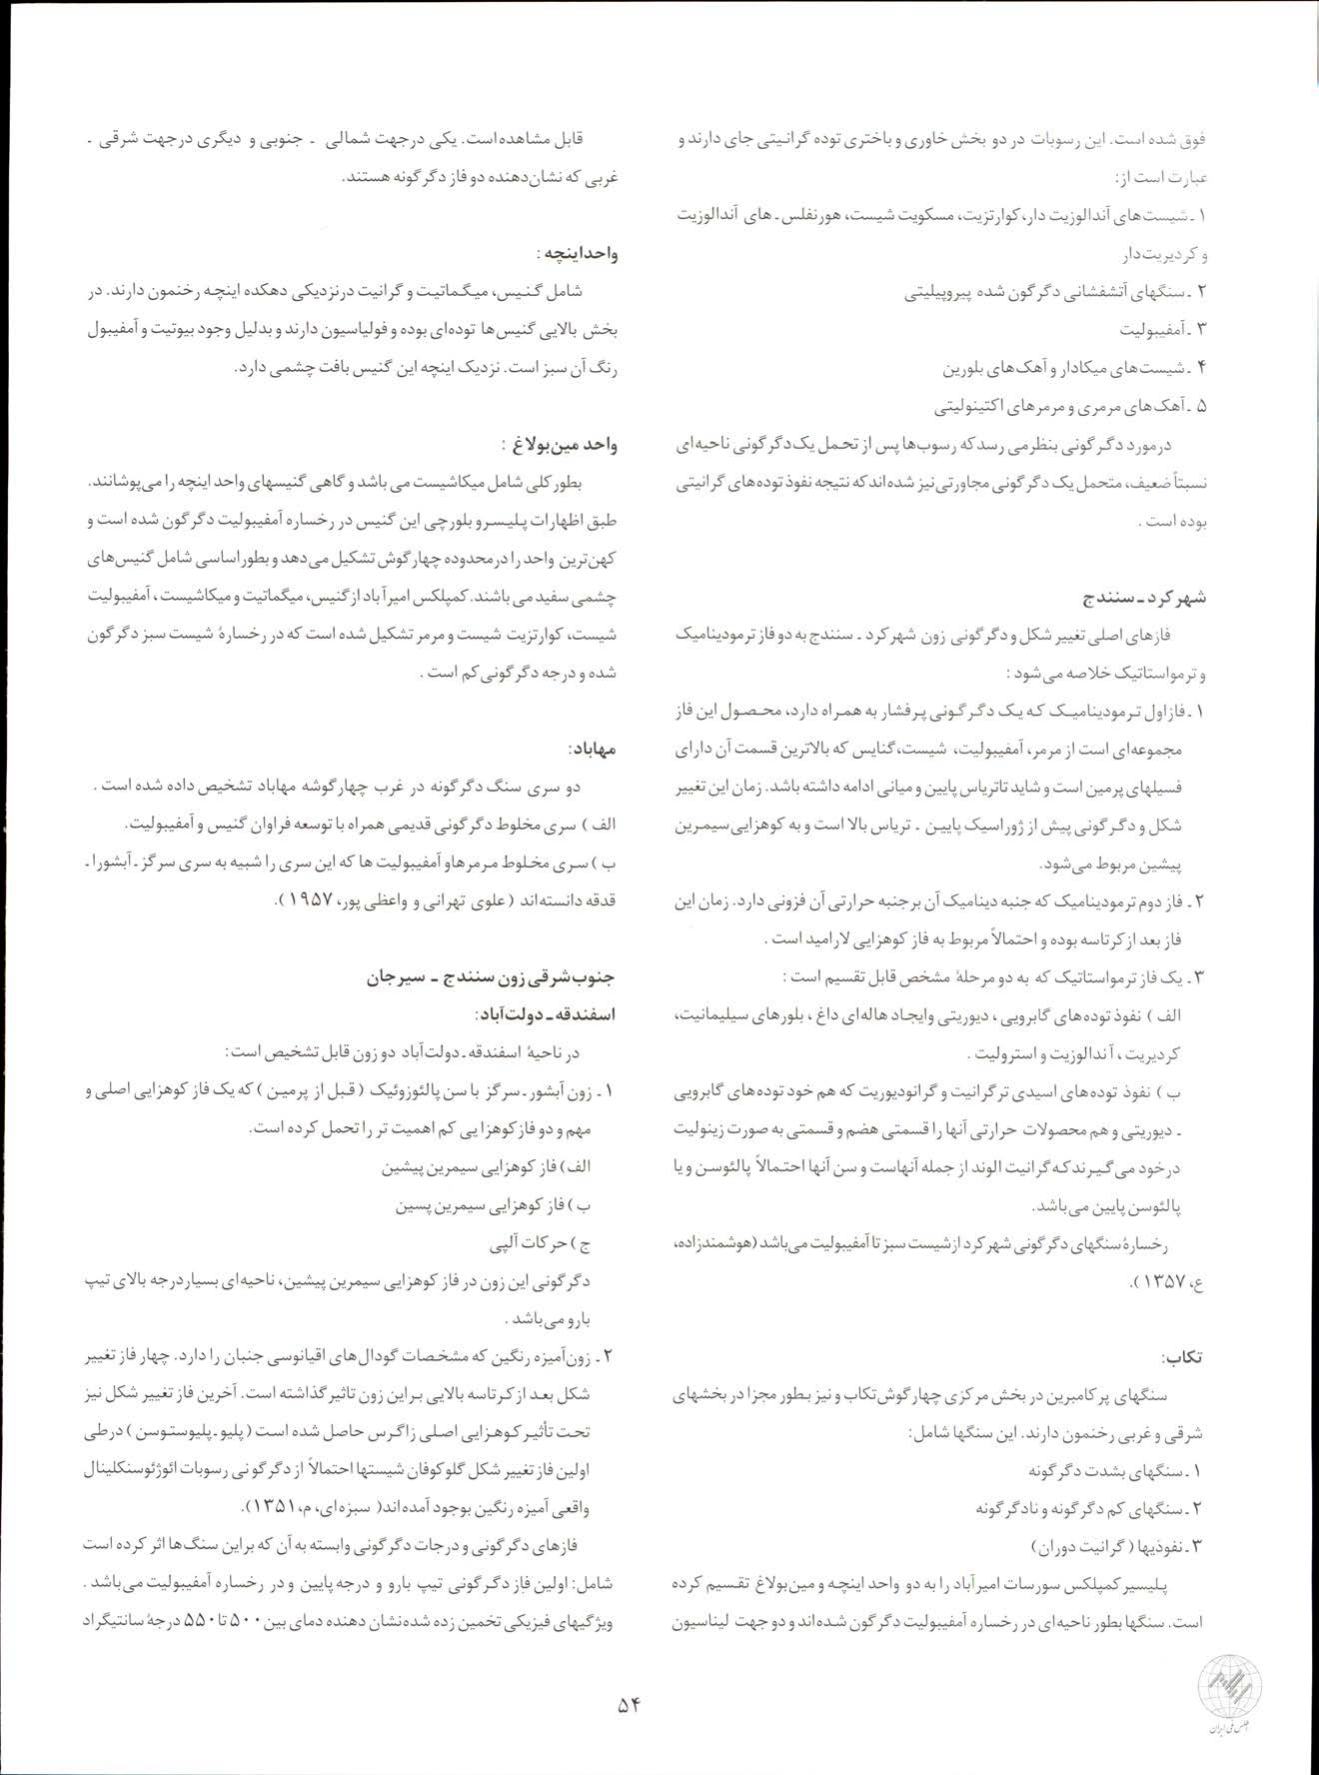 فوق شده است. این رسوبات در دو بخش خاوری و باختری توده گرانیتی جای دارند و
عبارت است از:
۱ ـ شیست‌های آندالوزیت دار، کوارتزیت، مسکویت شیست، هورنفلس ـ های آندالوزیت
و کردیریت‌دار
۲ ـ سنگهای آتشفشانی دگرگون شده پیروپیلیتی
۳ ـ آمفیبولیت
۴ ـ شیست‌های میکادار و آهک‌های بلورین
۵ ـ آهک‌های مرمری و مرمرهای اکتینولیتی
درمورد دگرگونی بنظر می رسد که رسوب‌ها پس از تحمل یک دگرگونی ناحیه‌ای
نسبتاً ضعیف، متحمل یک دگرگونی مجاورتی نیز شده‌اند که نتیجه نفوذ توده‌های گرانیتی
بوده است .
شهرکرد ـ سنندج
فازهای اصلی تغییر شکل و دگرگونی زون شهرکرد ـ سنندج به دو فاز ترمودینامیک
و ترمواستاتیک خلاصه می‌شود :
۱ ـ فاز اول ترمودینامیک که یک دگرگونی پرفشار به همراه دارد، محصول این فاز
مجموعه‌ای است از مرمر، آمفیبولیت، شیست، گنایس که بالاترین قسمت آن دارای
فسیلهای پرمین است و شاید تاتریاس پایین و میانی ادامه داشته باشد. زمان این تغییر
شکل و دگرگونی پیش از ژوراسیک پایین ـ تریاس بالا است و به کوهزایی سیمرین
پیشین مربوط می‌شود.
۲ ـ فاز دوم ترمودینامیک که جنبه دینامیک آن برجنبه حرارتی آن فزونی دارد. زمان این
فاز بعد از کرتاسه بوده و احتمالاً مربوط به فاز کوهزایی لارامید است .
۳ ـ یک فاز ترمواستاتیک که به دو مرحلهٔ مشخص قابل تقسیم است :
الف ) نفوذ توده‌های گابرویی ، دیوریتی وایجاد هاله‌ای داغ ، بلورهای سیلیمانیت،
کردیریت ، آندالوزیت و استرولیت .
ب ) نفوذ توده‌های اسیدی تر گرانیت و گرانودیوریت که هم خود توده‌های گابرویی
ـ دیوریتی و هم محصولات حرارتی آنها را قسمتی هضم و قسمتی به صورت زینولیت
درخود می‌گیرند که گرانیت الوند از جمله آنهاست و سن آنها احتمالاً پالئوسن و یا
پالئوسن پایین می‌باشد.
رخسارهٔ سنگهای دگرگونی شهرکرد ازشیست سبز تا آمفیبولیت می‌باشد (هوشمندزاده،
ع، ۱۳۵۷ ).
تکاب:
سنگهای پرکامبرین در بخش مرکزی چهارگوش تکاب و نیز بطور مجزا در بخشهای
شرقی و غربی رخنمون دارند. این سنگها شامل:
۱ ـ سنگهای بشدت دگرگونه
۲ ـ سنگهای کم دگرگونه و نادگرگونه
۳ ـ نفوذیها ( گرانیت دوران)
پلیسیر کمپلکس سورسات امیرآباد را به دو واحد اینچه و مین‌بولاغ تقسیم کرده
است. سنگها بطور ناحیه‌ای در رخساره آمفیبولیت دگرگون شده‌اند و دو جهت لیناسیون
قابل مشاهده است. یکی درجهت شمالی ـ جنوبی و دیگری درجهت شرقی ـ
غربی که نشان‌دهنده دو فاز دگرگونه هستند.
واحداینچه :
شامل گنیس، میگماتیت و گرانیت درنزدیکی دهکده اینچه رخنمون دارند. در
بخش بالایی گنیس‌ها توده‌ای بوده و فولیاسیون دارند و بدلیل وجود بیوتیت و آمفیبول
رنگ آن سبز است. نزدیک اینچه این گنیس بافت چشمی دارد.
واحد مین‌بولاغ :
بطور کلی شامل میکاشیست می باشد و گاهی گنیسهای واحد اینچه را می‌پوشانند.
طبق اظهارات پلیسر و بلورچی این گنیس در رخساره آمفیبولیت دگرگون شده است و
کهن‌ترین واحد را درمحدوده چهارگوش تشکیل می‌دهد و بطوراساسی شامل گنیس‌های
چشمی سفید می باشند. کمپلکس امیرآباد ازگنیس، میگماتیت و میکاشیست ، آمفیبولیت
شیست، کوارتزیت شیست و مرمر تشکیل شده است که در رخسارهٔ شیست سبز دگرگون
شده و درجه دگرگونی کم است .
مهاباد:
دو سری سنگ دگرگونه در غرب چهارگوشه مهاباد تشخیص داده شده است .
الف ) سری مخلوط دگرگونی قدیمی همراه با توسعه فراوان گنیس و آمفیبولیت.
ب ) سری مخلوط مرمرهاو آمفیبولیت ها که این سری را شبیه به سری سرگز ـ آبشورا ـ
قدقه دانسته‌اند ( علوی تهرانی و واعظی پور، ۱۹۵۷ ).
جنوب‌شرقی زون سنندج ـ سیرجان
اسفندقه ـ دولت‌آباد:
در ناحیهٔ اسفندقه ـ دولت‌آباد دو زون قابل تشخیص است:
۱ ـ زون آبشور ـ سرگز با سن پالئوزوئیک ( قبل از پرمین ) که یک فاز کوهزایی اصلی و
مهم و دو فاز کوهزایی کم اهمیت تر را تحمل کرده است.
الف) فاز کوهزایی سیمرین پیشین
ب ) فاز کوهزایی سیمرین پسین
ج ) حرکات آلپی
دگرگونی این زون در فاز کوهزایی سیمرین پیشین، ناحیه‌ای بسیاردرجه بالای تیپ
بارو می‌باشد .
۲ ـ زون‌آمیزه رنگین که مشخصات گودال‌های اقیانوسی جنبان را دارد. چهار فاز تغییر
شکل بعد از کرتاسه بالایی براین زون تاثیر گذاشته است. آخرین فاز تغییر شکل نیز
تحت تأثیر کوهزایی اصلی زاگرس حاصل شده است ( پلیو ـ پلیوستوسن ) درطی
اولین فاز تغییر شکل گلوکوفان شیستها احتمالاً از دگرگونی رسوبات ائوژئوسنکلینال
واقعی آمیزه رنگین بوجود آمده‌اند( سبزه‌ای، م، ۱۳۵۱).
فازهای دگرگونی و درجات دگرگونی وابسته به آن که براین سنگ‌ها اثر کرده است
شامل: اولین فاز دگرگونی تیپ بارو و درجه پایین و در رخساره آمفیبولیت می‌باشد .
ویژگیهای فیزیکی تخمین زده شده‌نشان دهنده دمای بین ۵۰۰ تا ۵۵۰ درجهٔ سانتیگراد
۵۴
اطلس ملی ایران